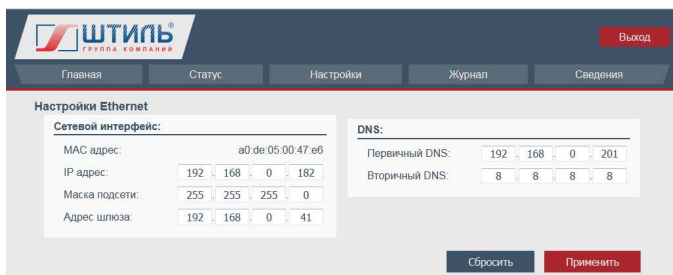 ШТИЛЬ®
ГРУППА КОМПАНИЙ
Выход
Главная Статус Настройки Журнал Сведения
Настройки Ethernet
Сетевой интерфейс:
MAC адрес: a0:de:05:00:47:e6
IP адрес: 192 . 168 . 0 . 182
Маска подсети: 255 . 255 . 255 . 0
Адрес шлюза: 192 . 168 . 0 . 41
DNS:
Первичный DNS: 192 . 168 . 0 . 201
Вторичный DNS: 8 . 8 . 8 . 8
Сбросить Применить